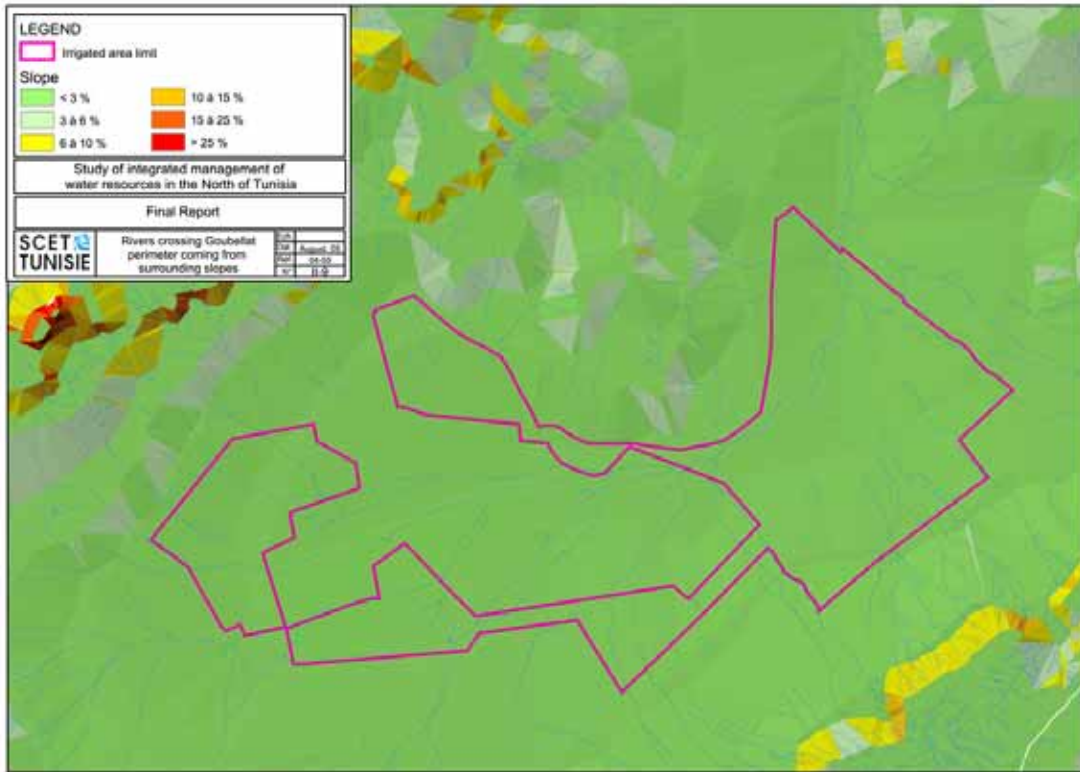 LEGEND
Irrigated area limit
Slope
< 3 %
3 à 6 %
6 à 10 %
10 à 15 %
15 à 25 %
> 25 %
Study of integrated management of
water resources in the North of Tunisia
Final Report
SCET
TUNISIE
Rivers crossing Goubellat
perimeter coming from
surrounding slopes
August